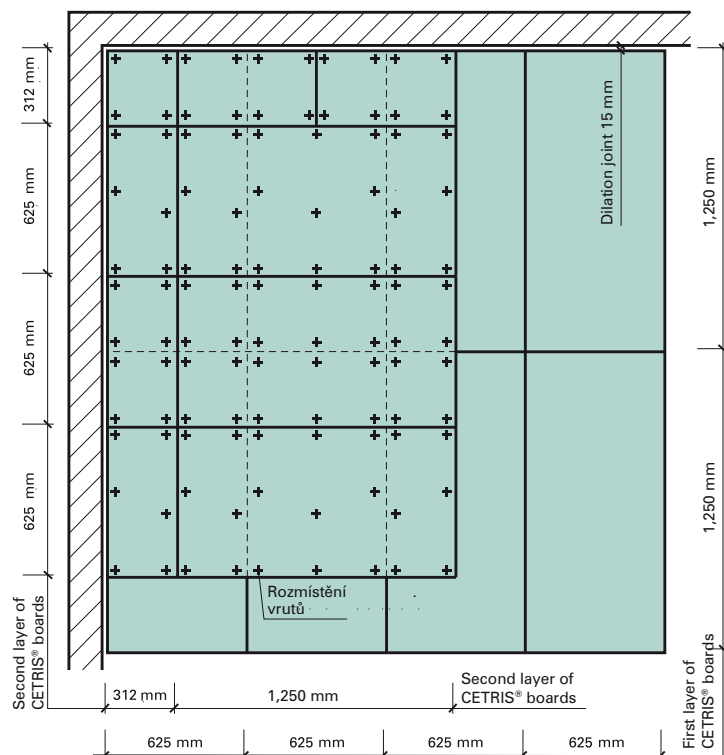 312 mm
625 mm
625 mm
625 mm
Second layer of
CETRIS® boards
Dilation joint 15 mm
1,250 mm
1,250 mm
First layer of
CETRIS® boards
Rozmístění
vrutů
312 mm
1,250 mm
Second layer of
CETRIS® boards
625 mm
625 mm
625 mm
625 mm